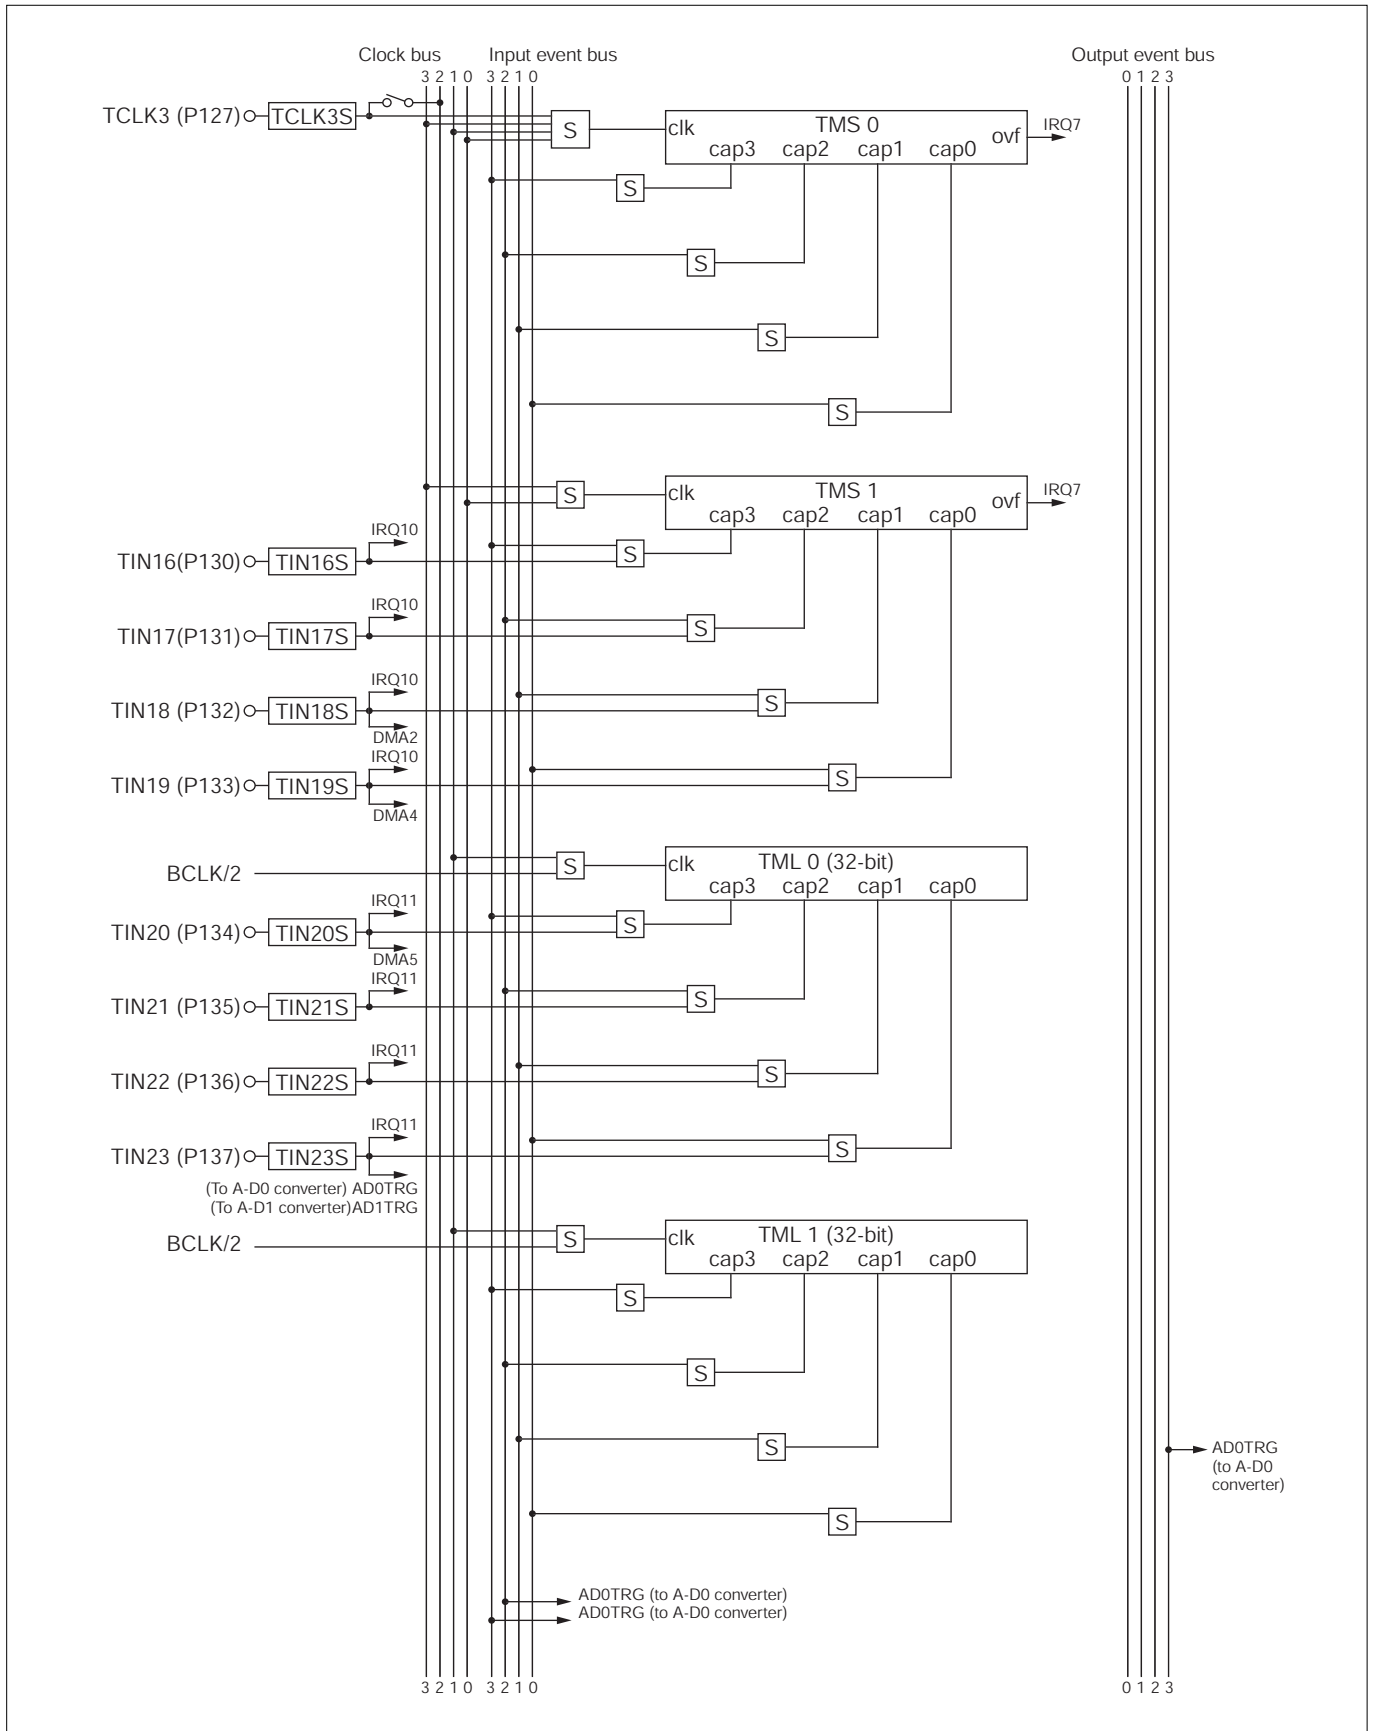 Clock bus Input event bus Output event bus
3 2 1 0 3 2 1 0 0 1 2 3
TCLK3 (P127) TCLK3S S clk TMS 0 ovf IRQ7
cap3 cap2 cap1 cap0
S
S
S
S
S clk TMS 1 ovf IRQ7
cap3 cap2 cap1 cap0
IRQ10
TIN16(P130) TIN16S S
IRQ10
TIN17(P131) TIN17S S
IRQ10
TIN18 (P132) TIN18S S
DMA2
IRQ10
TIN19 (P133) TIN19S S
DMA4
BCLK/2 S clk TML 0 (32-bit)
cap3 cap2 cap1 cap0
IRQ11
TIN20 (P134) TIN20S S
DMA5
IRQ11
TIN21 (P135) TIN21S S
IRQ11
TIN22 (P136) TIN22S S
IRQ11
TIN23 (P137) TIN23S S
(To A-D0 converter) AD0TRG
(To A-D1 converter)AD1TRG
BCLK/2 S clk TML 1 (32-bit)
cap3 cap2 cap1 cap0
S
S
S
AD0TRG
(to A-D0
converter)
S
AD0TRG (to A-D0 converter)
AD0TRG (to A-D0 converter)
3 2 1 0 3 2 1 0 0 1 2 3